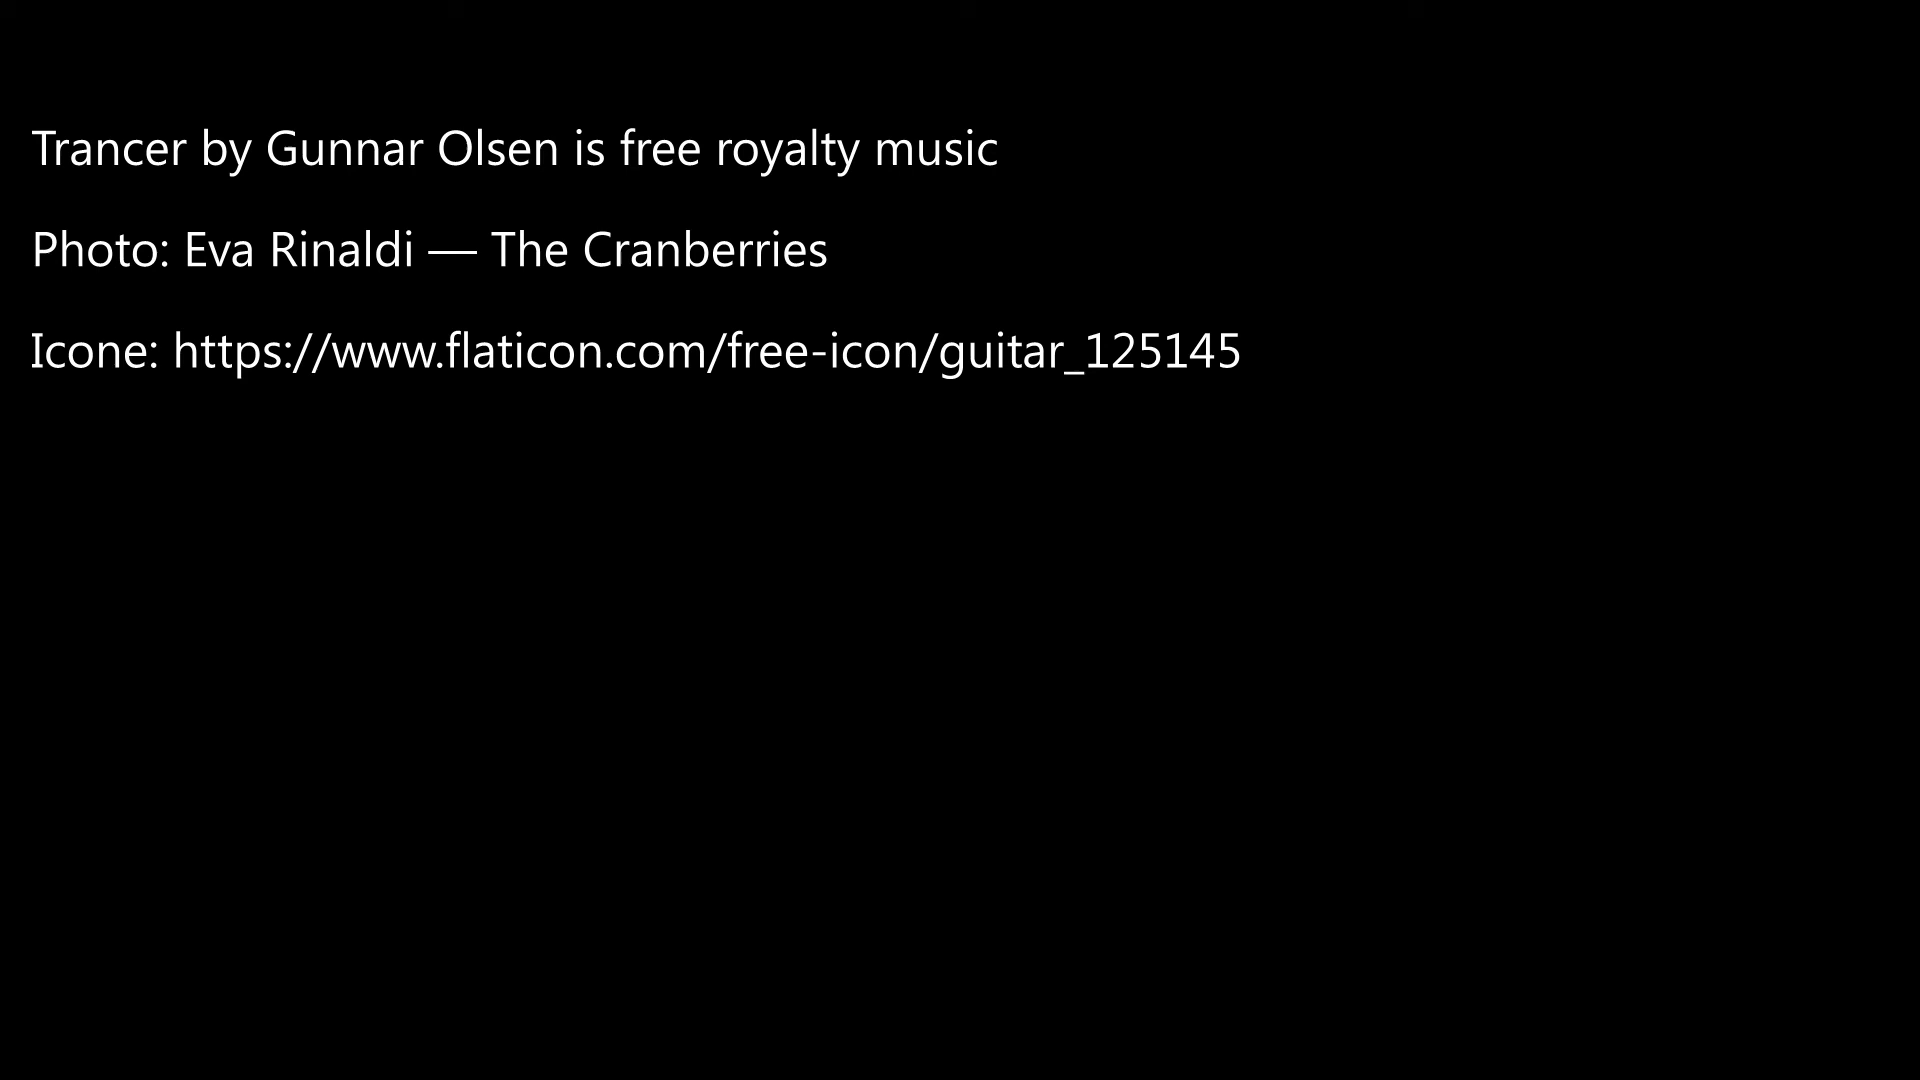 Trancer by Gunnar Olsen is free royalty music
Photo: Eva Rinaldi — The Cranberries
Icone: https://www.flaticon.com/free-icon/guitar_125145